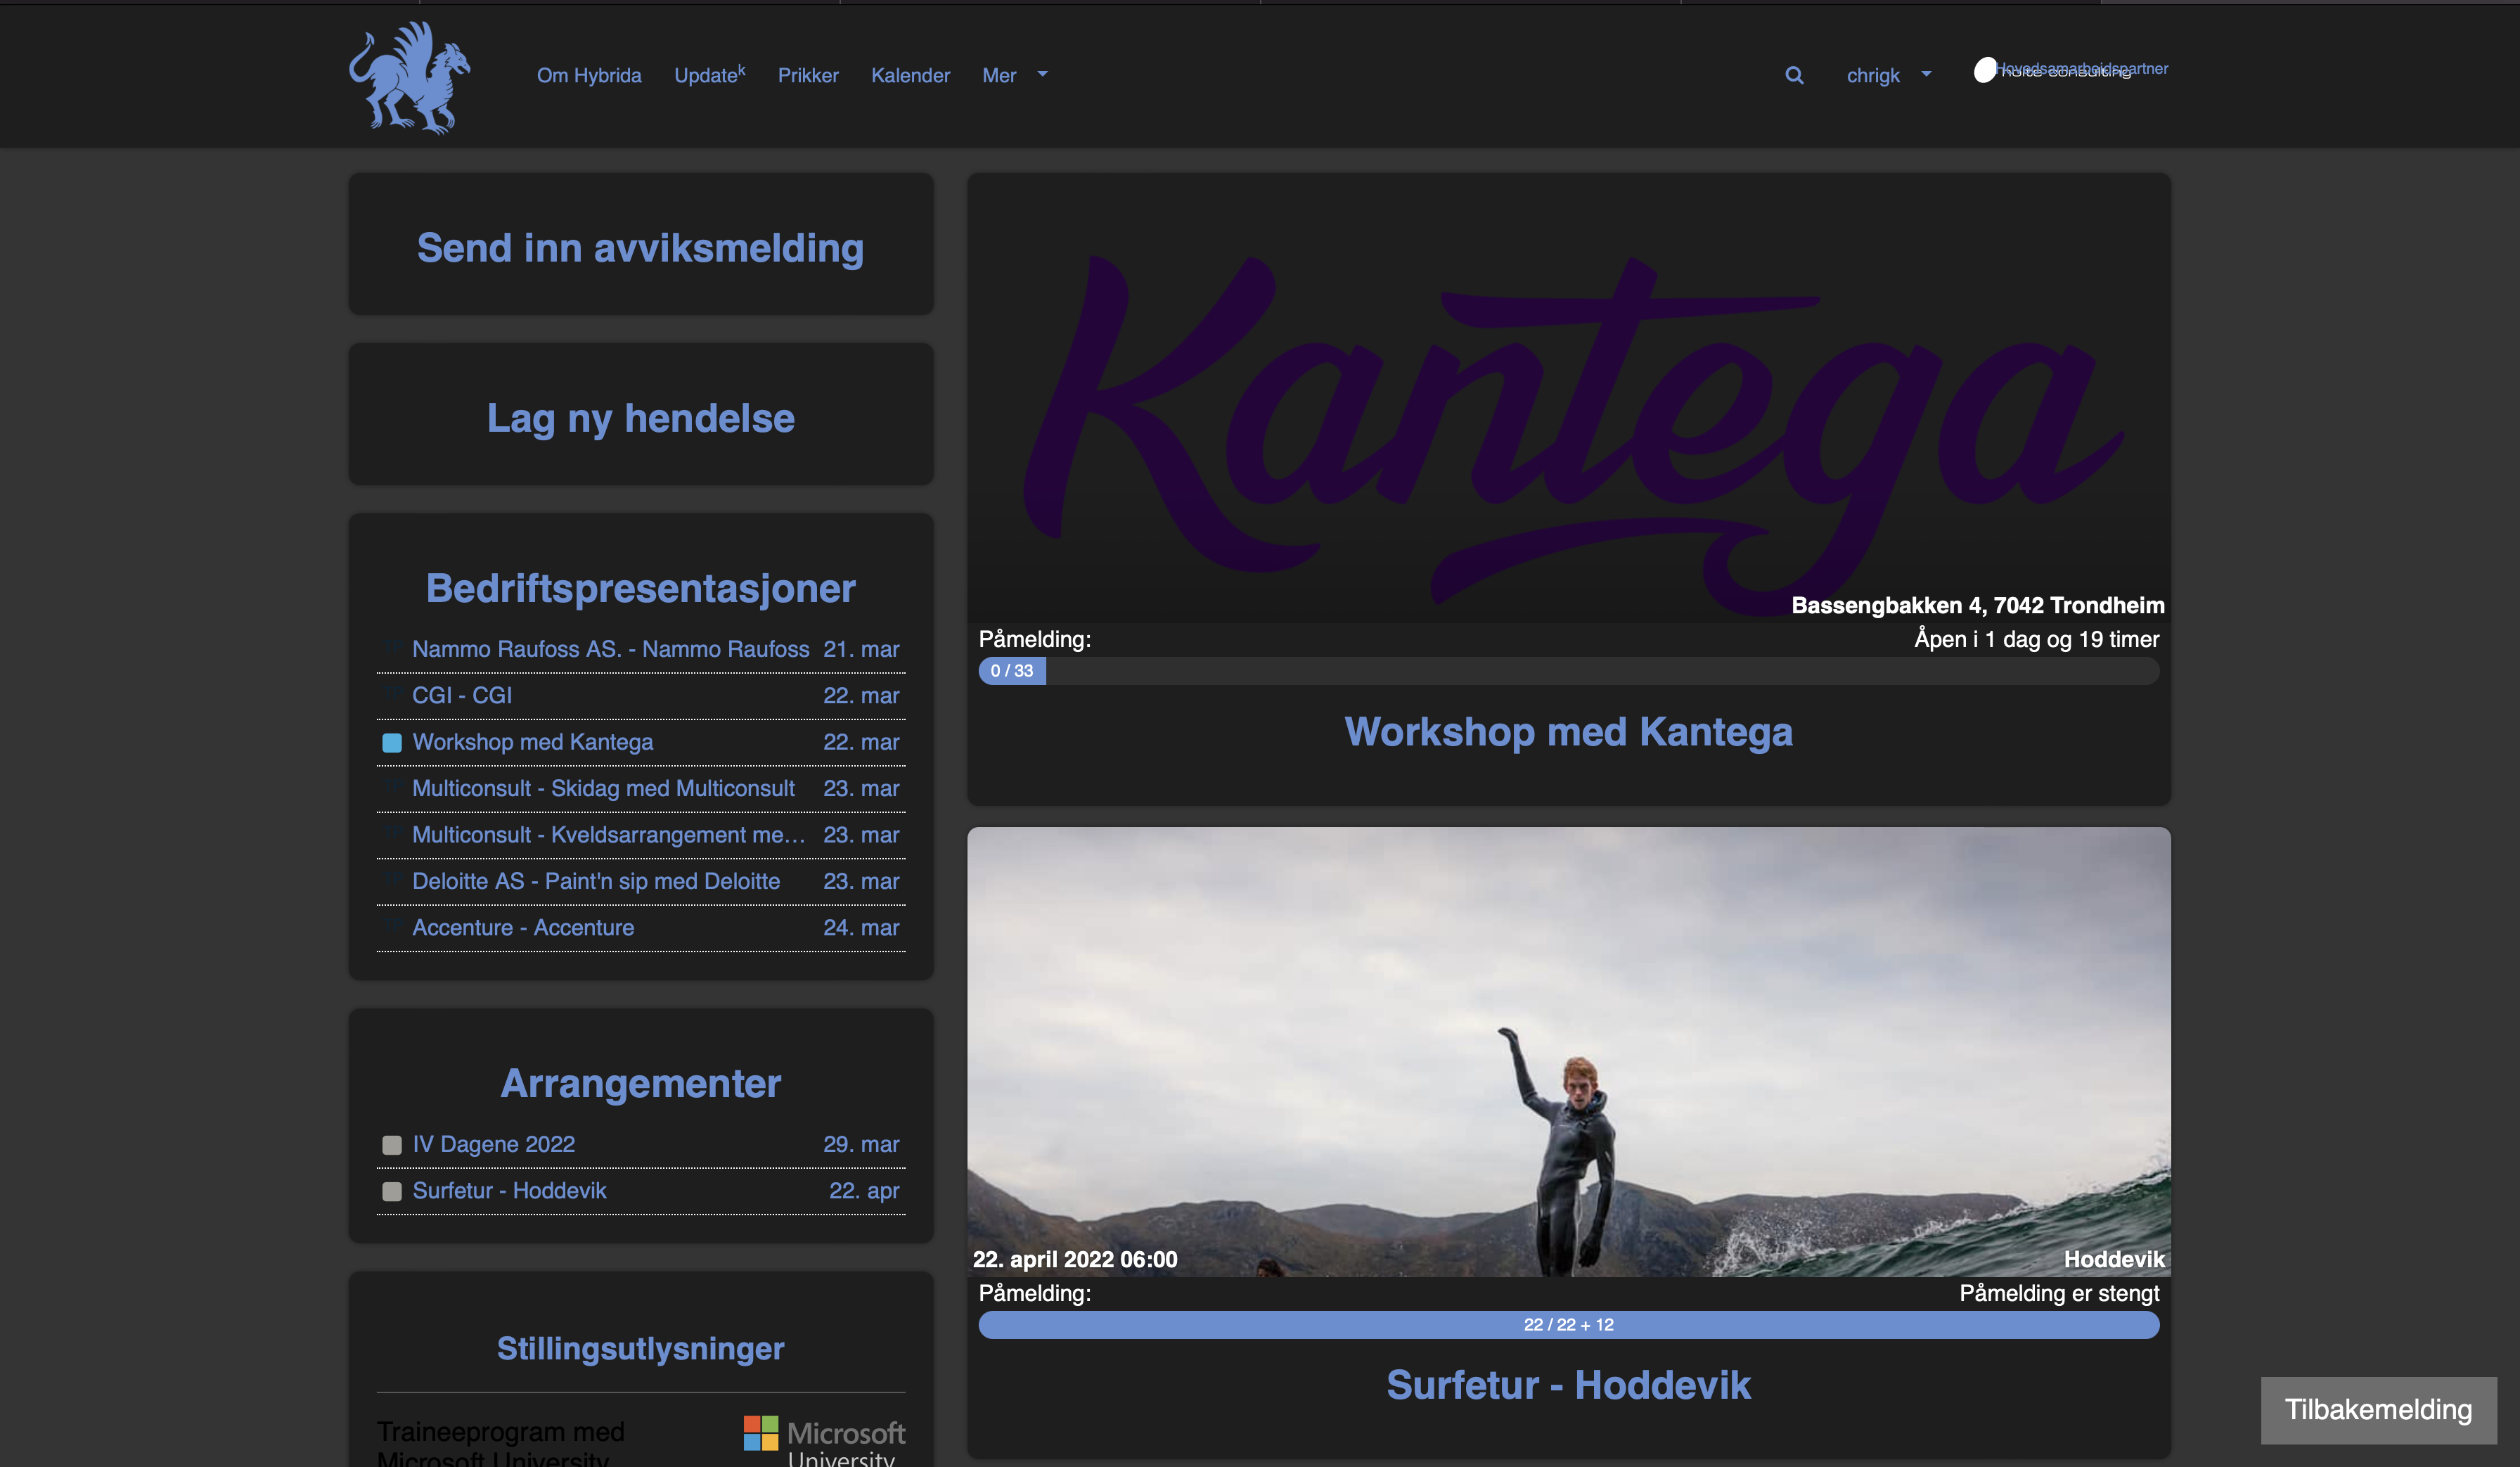 Om Hybrida
Updateᵏ
Prikker
Kalender
Mer
chrigk
Hovedsamarbeidspartner
Send inn avviksmelding
Lag ny hendelse
Bedriftspresentasjoner
Nammo Raufoss AS. - Nammo Raufoss 21. mar
CGI - CGI 22. mar
Workshop med Kantega 22. mar
Multiconsult - Skidag med Multiconsult 23. mar
Multiconsult - Kveldsarrangement me... 23. mar
Deloitte AS - Paint'n sip med Deloitte 23. mar
Accenture - Accenture 24. mar
Arrangementer
IV Dagene 2022 29. mar
Surfetur - Hoddevik 22. apr
Stillingsutlysninger
Traineeprogram med
Microsoft University
Microsoft
University
Kantega
Bassengbakken 4, 7042 Trondheim
Påmelding: Åpen i 1 dag og 19 timer
0 / 33
Workshop med Kantega
22. april 2022 06:00 Hoddevik
Påmelding: Påmelding er stengt
22 / 22 + 12
Surfetur - Hoddevik
Tilbakemelding